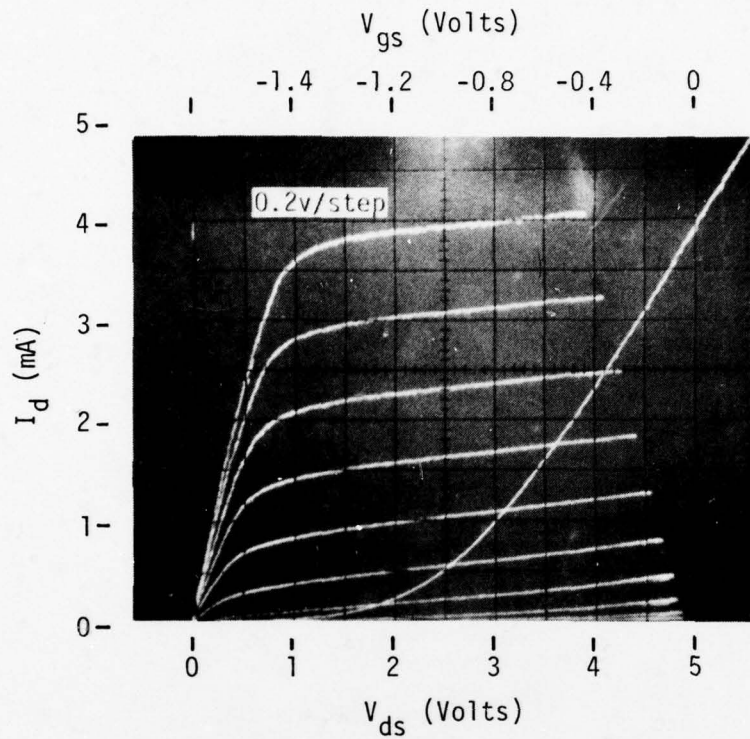 V_gs (Volts)
-1.4 -1.2 -0.8 -0.4 0
5-
4-
3-
2-
1-
0-
I_d (mA)
0.2v/step
0 1 2 3 4 5
V_ds (Volts)